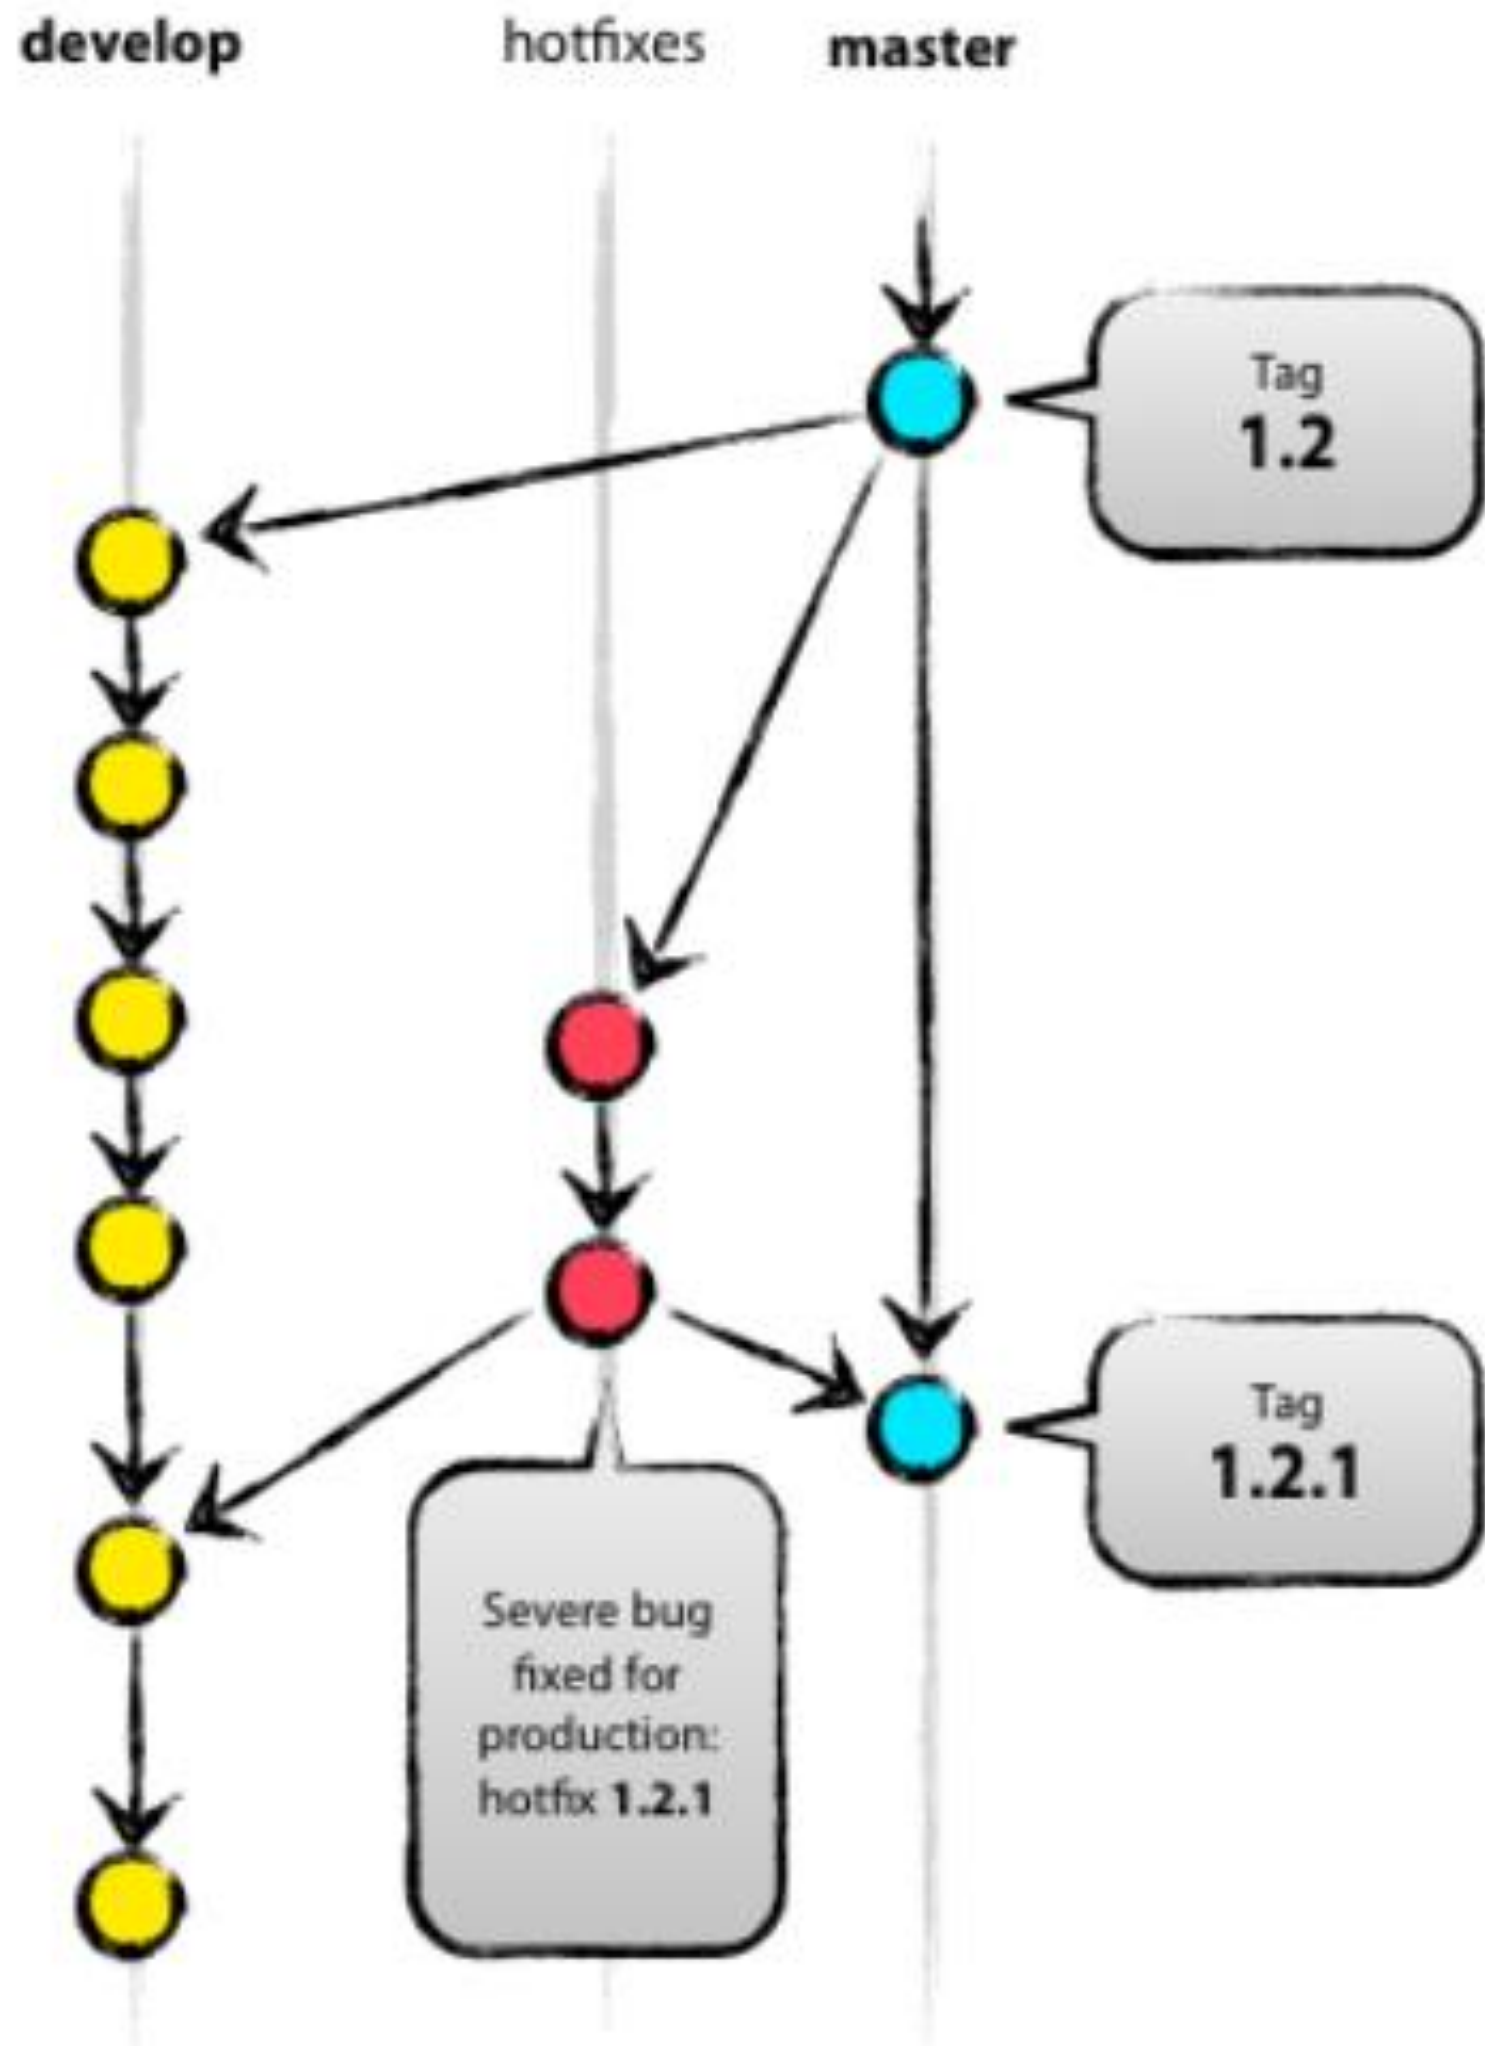 develop
hotfixes
master
Tag
1.2
Tag
1.2.1
Severe bug
fixed for
production:
hotfix 1.2.1